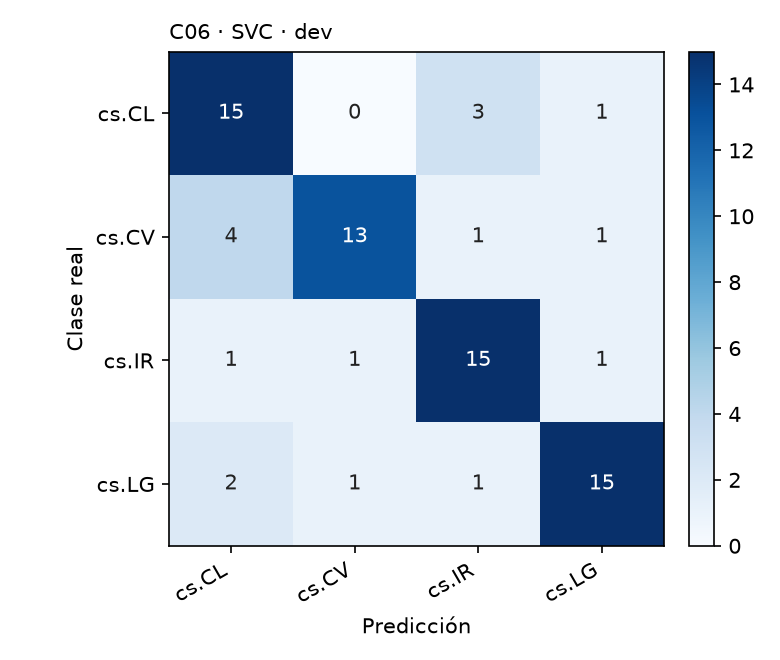 C06 · SVC · dev
cs.CL 15 0 3 1
cs.CV 4 13 1 1
cs.IR 1 1 15 1
cs.LG 2 1 1 15
cs.CL cs.CV cs.IR cs.LG
Predicción
Clase real
14
12
10
8
6
4
2
0